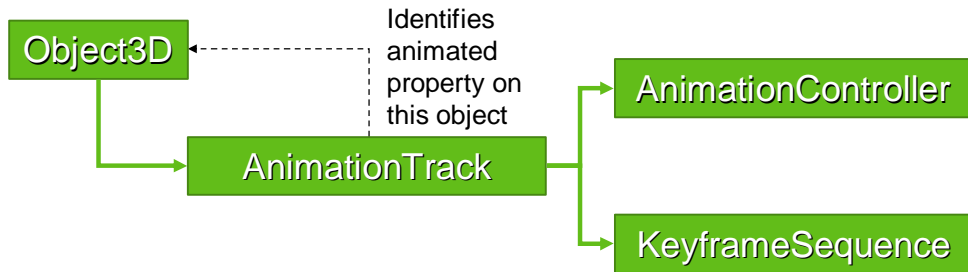 Object3D
Identifies
animated
property on
this object
AnimationTrack
AnimationController
KeyframeSequence